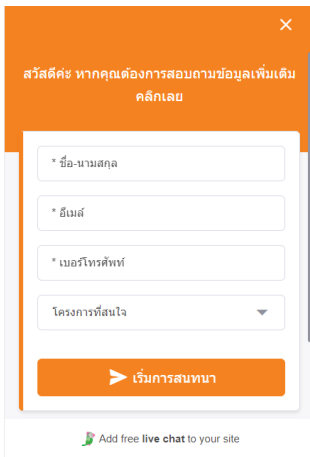 สวัสดีค่ะ หากคุณต้องการสอบถามข้อมูลเพิ่มเติม
คลิกเลย
* ชื่อ-นามสกุล
* อีเมล์
* เบอร์โทรศัพท์
โครงการที่สนใจ
เริ่มการสนทนา
Add free live chat to your site